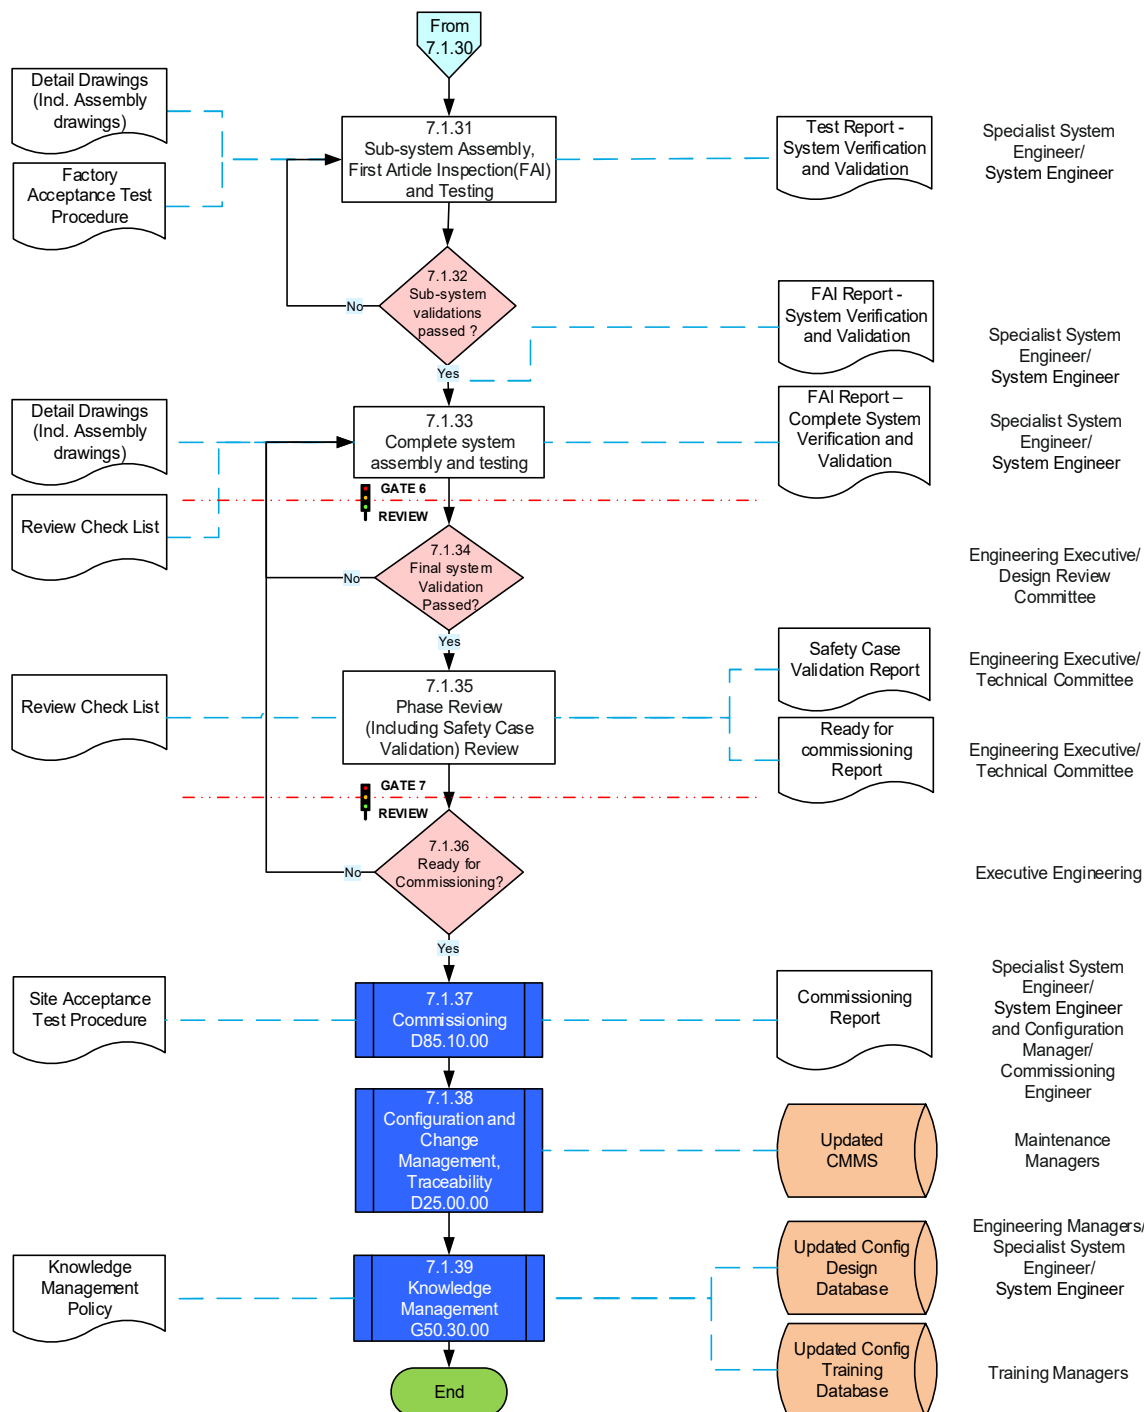 From
7.1.30
Detail Drawings
(Incl. Assembly
drawings)
Factory
Acceptance Test
Procedure
7.1.31
Sub-system Assembly,
First Article Inspection(FAI)
and Testing
Test Report -
System Verification
and Validation
Specialist System
Engineer/
System Engineer
7.1.32
Sub-system
validations
passed ?
No
Yes
FAI Report -
System Verification
and Validation
Specialist System
Engineer/
System Engineer
Detail Drawings
(Incl. Assembly
drawings)
Review Check List
7.1.33
Complete system
assembly and testing
FAI Report –
Complete System
Verification and
Validation
Specialist System
Engineer/
System Engineer
GATE 6
REVIEW
7.1.34
Final system
Validation
Passed?
No
Yes
Engineering Executive/
Design Review
Committee
Review Check List
7.1.35
Phase Review
(Including Safety Case
Validation) Review
Safety Case
Validation Report
Engineering Executive/
Technical Committee
Ready for
commissioning
Report
Engineering Executive/
Technical Committee
GATE 7
REVIEW
7.1.36
Ready for
Commissioning?
No
Yes
Executive Engineering
Site Acceptance
Test Procedure
7.1.37
Commissioning
D85.10.00
Commissioning
Report
Specialist System
Engineer/
System Engineer
and Configuration
Manager/
Commissioning
Engineer
7.1.38
Configuration and
Change
Management,
Traceability
D25.00.00
Updated
CMMS
Maintenance
Managers
Knowledge
Management
Policy
7.1.39
Knowledge
Management
G50.30.00
Updated Config
Design
Database
Engineering Managers/
Specialist System
Engineer/
System Engineer
Updated Config
Training
Database
Training Managers
End